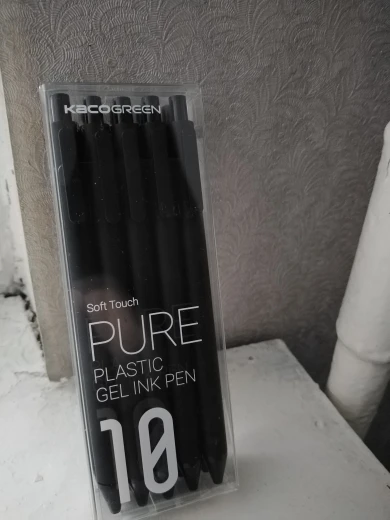 KACOGREEN
Soft Touch
PURE
PLASTIC
GEL INK PEN
10